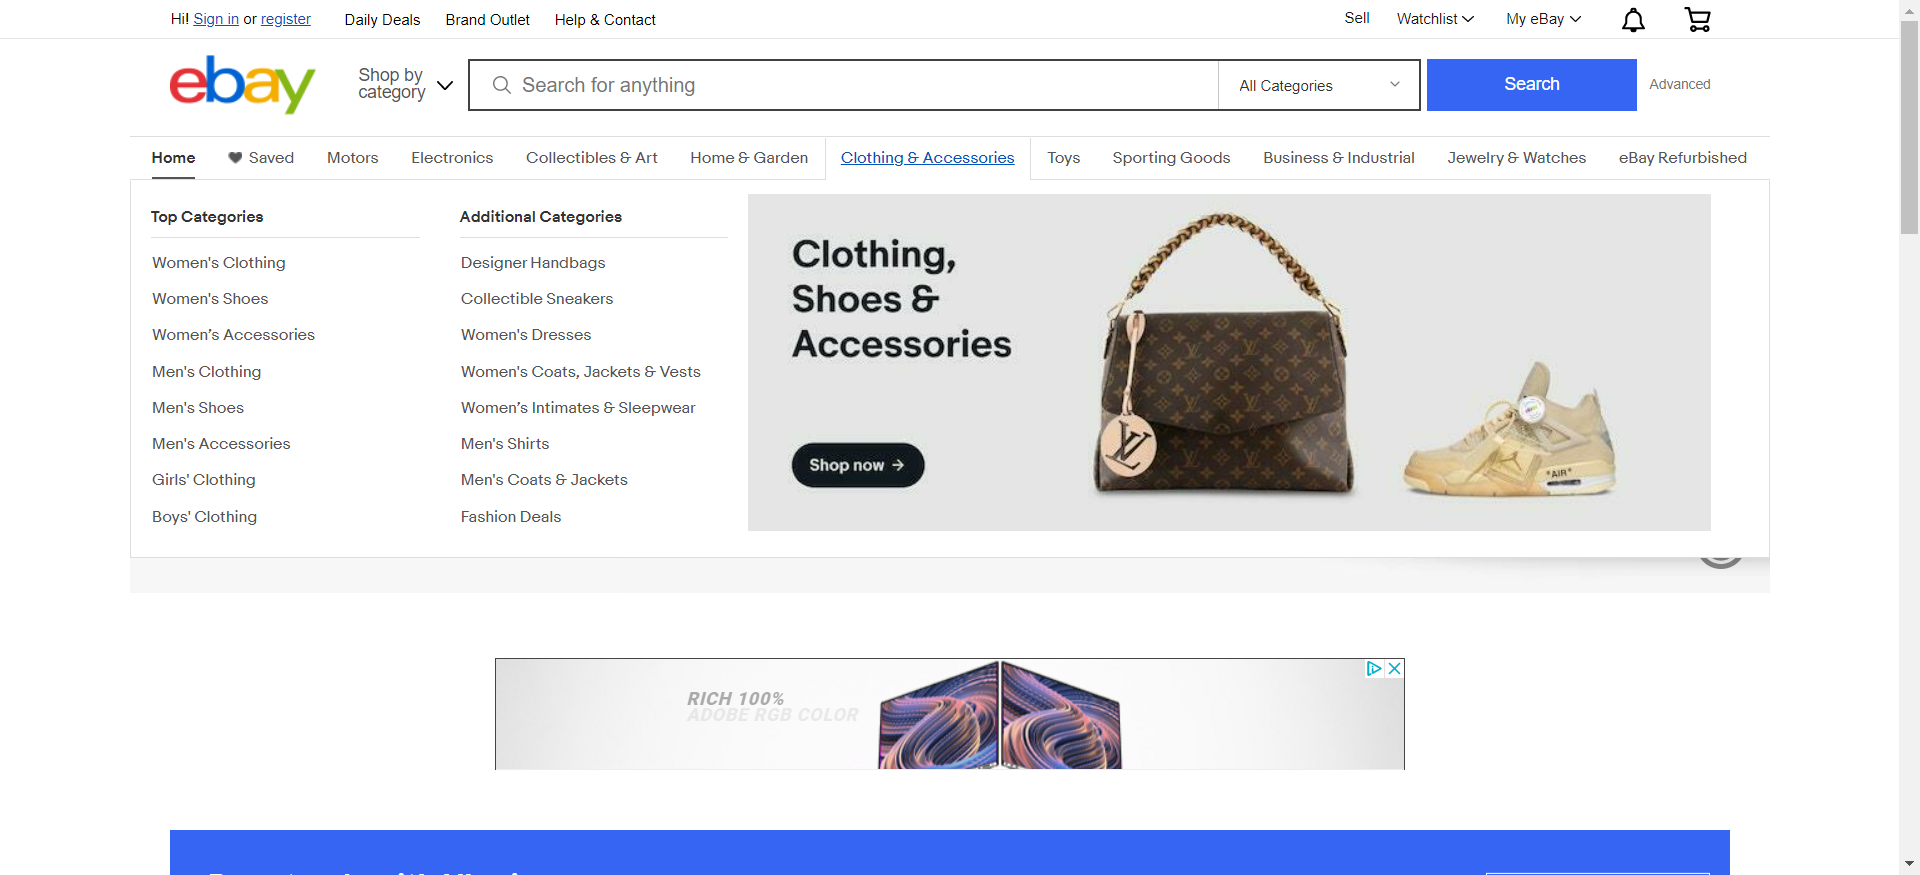 Hi! Sign in or register
Daily Deals
Brand Outlet
Help & Contact
Sell
Watchlist
My eBay
ebay
Shop by
category
Search for anything
All Categories
Search
Advanced
Home
Saved
Motors
Electronics
Collectibles & Art
Home & Garden
Clothing & Accessories
Toys
Sporting Goods
Business & Industrial
Jewelry & Watches
eBay Refurbished
Top Categories
Women's Clothing
Women's Shoes
Women’s Accessories
Men's Clothing
Men's Shoes
Men's Accessories
Girls' Clothing
Boys' Clothing
Additional Categories
Designer Handbags
Collectible Sneakers
Women's Dresses
Women's Coats, Jackets & Vests
Women’s Intimates & Sleepwear
Men's Shirts
Men's Coats & Jackets
Fashion Deals
Clothing,
Shoes &
Accessories
Shop now
LV
"AIR"
RICH 100%
ADOBE RGB COLOR